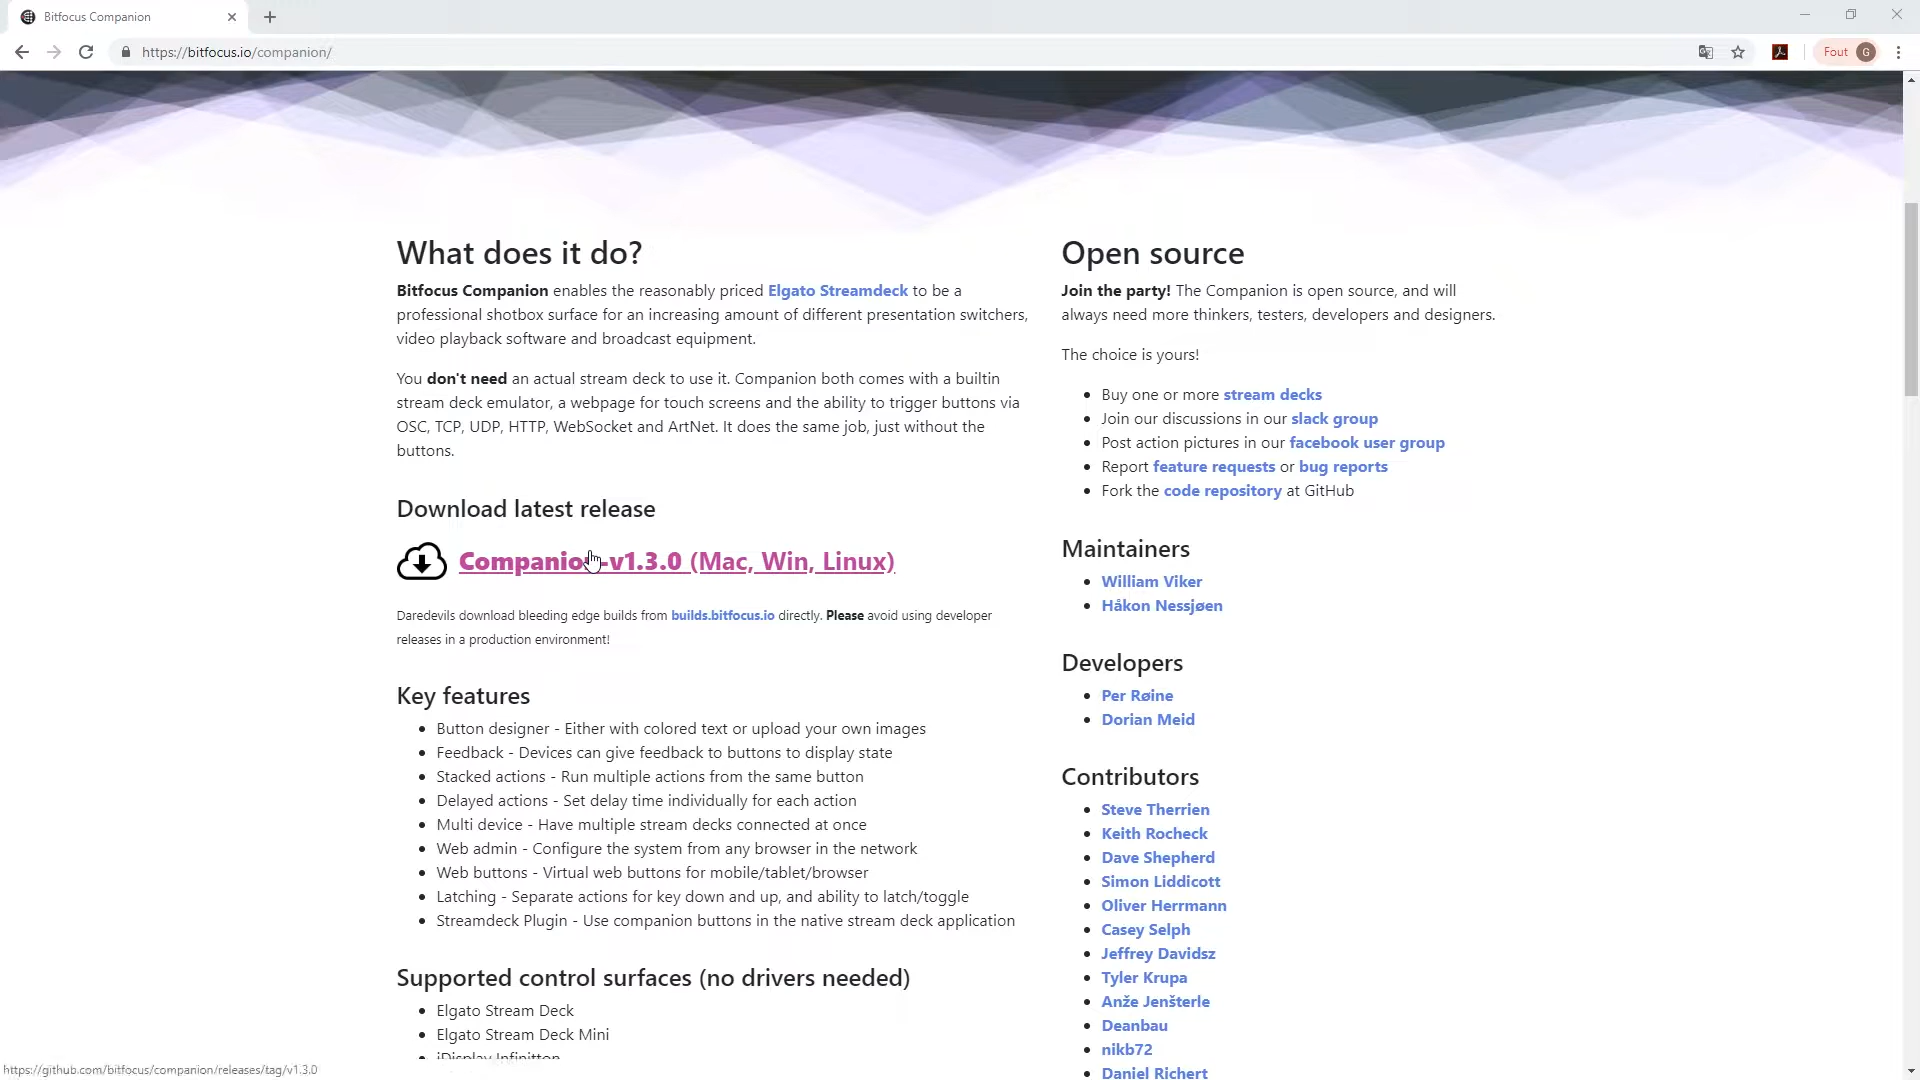 Bitfocus Companion
https://bitfocus.io/companion/
Fout
G
What does it do?
Bitfocus Companion enables the reasonably priced Elgato Streamdeck to be a
professional shotbox surface for an increasing amount of different presentation switchers,
video playback software and broadcast equipment.
You don't need an actual stream deck to use it. Companion both comes with a builtin
stream deck emulator, a webpage for touch screens and the ability to trigger buttons via
OSC, TCP, UDP, HTTP, WebSocket and ArtNet. It does the same job, just without the
buttons.
Download latest release
Companion-v1.3.0 (Mac, Win, Linux)
Daredevils download bleeding edge builds from builds.bitfocus.io directly. Please avoid using developer
releases in a production environment!
Key features
• Button designer - Either with colored text or upload your own images
• Feedback - Devices can give feedback to buttons to display state
• Stacked actions - Run multiple actions from the same button
• Delayed actions - Set delay time individually for each action
• Multi device - Have multiple stream decks connected at once
• Web admin - Configure the system from any browser in the network
• Web buttons - Virtual web buttons for mobile/tablet/browser
• Latching - Separate actions for key down and up, and ability to latch/toggle
• Streamdeck Plugin - Use companion buttons in the native stream deck application
Supported control surfaces (no drivers needed)
• Elgato Stream Deck
• Elgato Stream Deck Mini
• iDisplay Infinitton
Open source
Join the party! The Companion is open source, and will
always need more thinkers, testers, developers and designers.
The choice is yours!
• Buy one or more stream decks
• Join our discussions in our slack group
• Post action pictures in our facebook user group
• Report feature requests or bug reports
• Fork the code repository at GitHub
Maintainers
• William Viker
• Håkon Nessjøen
Developers
• Per Røine
• Dorian Meid
Contributors
• Steve Therrien
• Keith Rocheck
• Dave Shepherd
• Simon Liddicott
• Oliver Herrmann
• Casey Selph
• Jeffrey Davidsz
• Tyler Krupa
• Anže Jenšterle
• Deanbau
• nikb72
• Daniel Richert
https://github.com/bitfocus/companion/releases/tag/v1.3.0